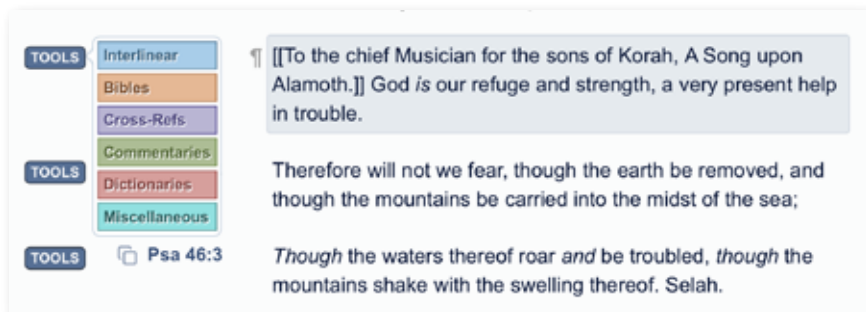 TOOLS
Interlinear
Bibles
Cross-Refs
Commentaries
Dictionaries
Miscellaneous
¶ [[To the chief Musician for the sons of Korah, A Song upon
Alamoth.]] God is our refuge and strength, a very present help
in trouble.
TOOLS
Therefore will not we fear, though the earth be removed, and
though the mountains be carried into the midst of the sea;
TOOLS
Psa 46:3
Though the waters thereof roar and be troubled, though the
mountains shake with the swelling thereof. Selah.